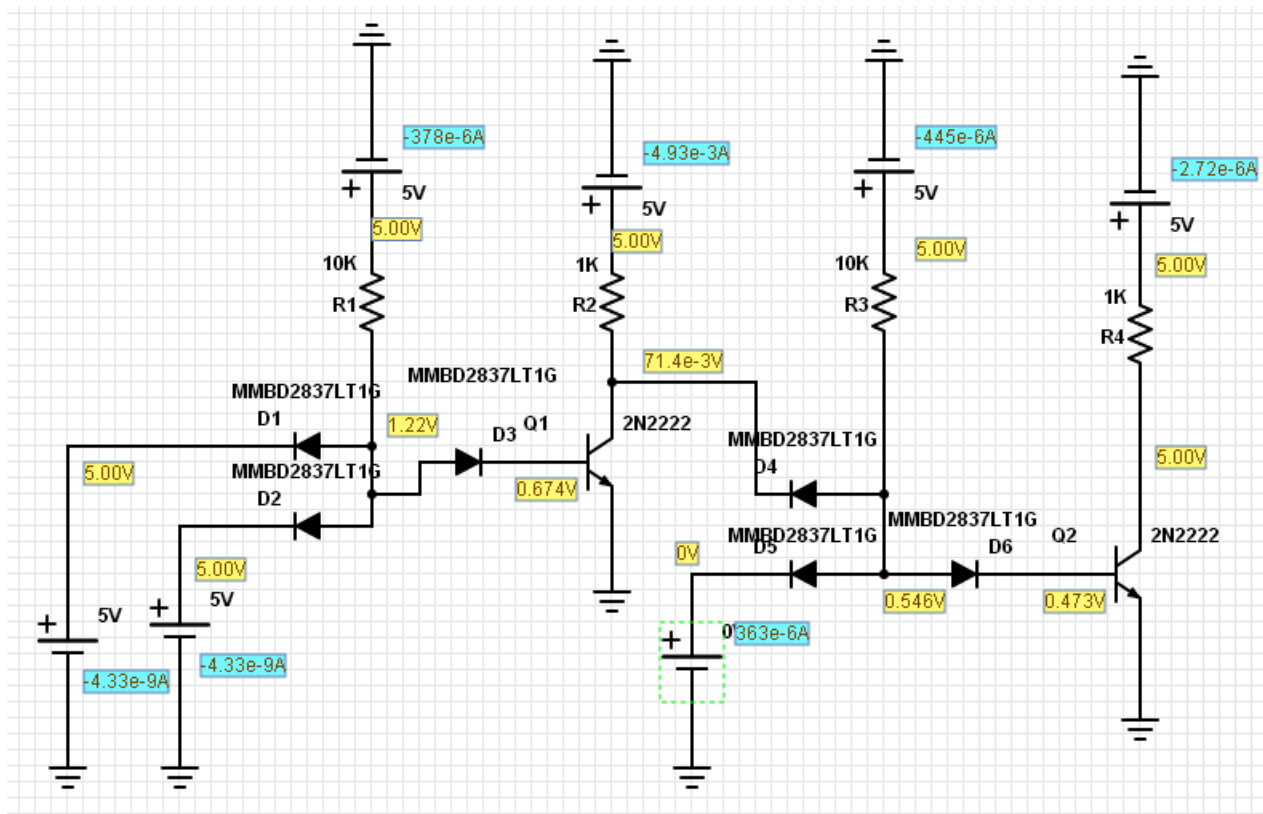 -378e-6A
-4.93e-3A
-445e-6A
-2.72e-6A
+ 5V
+ 5V
+ 5V
+ 5V
5.00V
5.00V
5.00V
5.00V
10K
R1
1K
R2
10K
R3
1K
R4
71.4e-3V
MMBD2837LT1G
D1
MMBD2837LT1G
D3
Q1
2N2222
1.22V
MMBD2837LT1G
D4
5.00V
MMBD2837LT1G
D2
0.674V
5.00V
MMBD2837LT1G
D5
MMBD2837LT1G
D6
Q2
2N2222
0V
5.00V
0.546V
0.473V
+ 5V
+ 5V
+
363e-6A
-4.33e-9A
-4.33e-9A